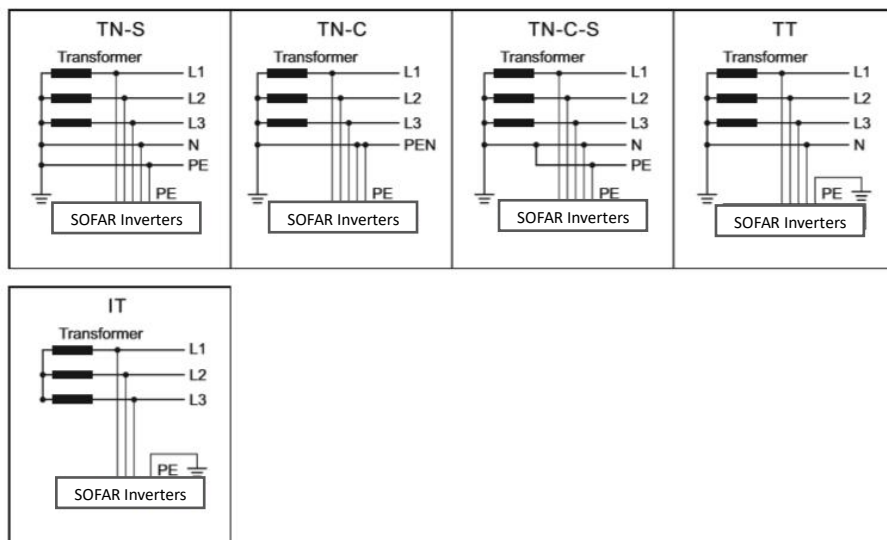 TN-S
Transformer
L1
L2
L3
N
PE
PE
SOFAR Inverters
TN-C
Transformer
L1
L2
L3
PEN
PE
SOFAR Inverters
TN-C-S
Transformer
L1
L2
L3
N
PE
PE
SOFAR Inverters
TT
Transformer
L1
L2
L3
N
PE
SOFAR Inverters
IT
Transformer
L1
L2
L3
PE
SOFAR Inverters